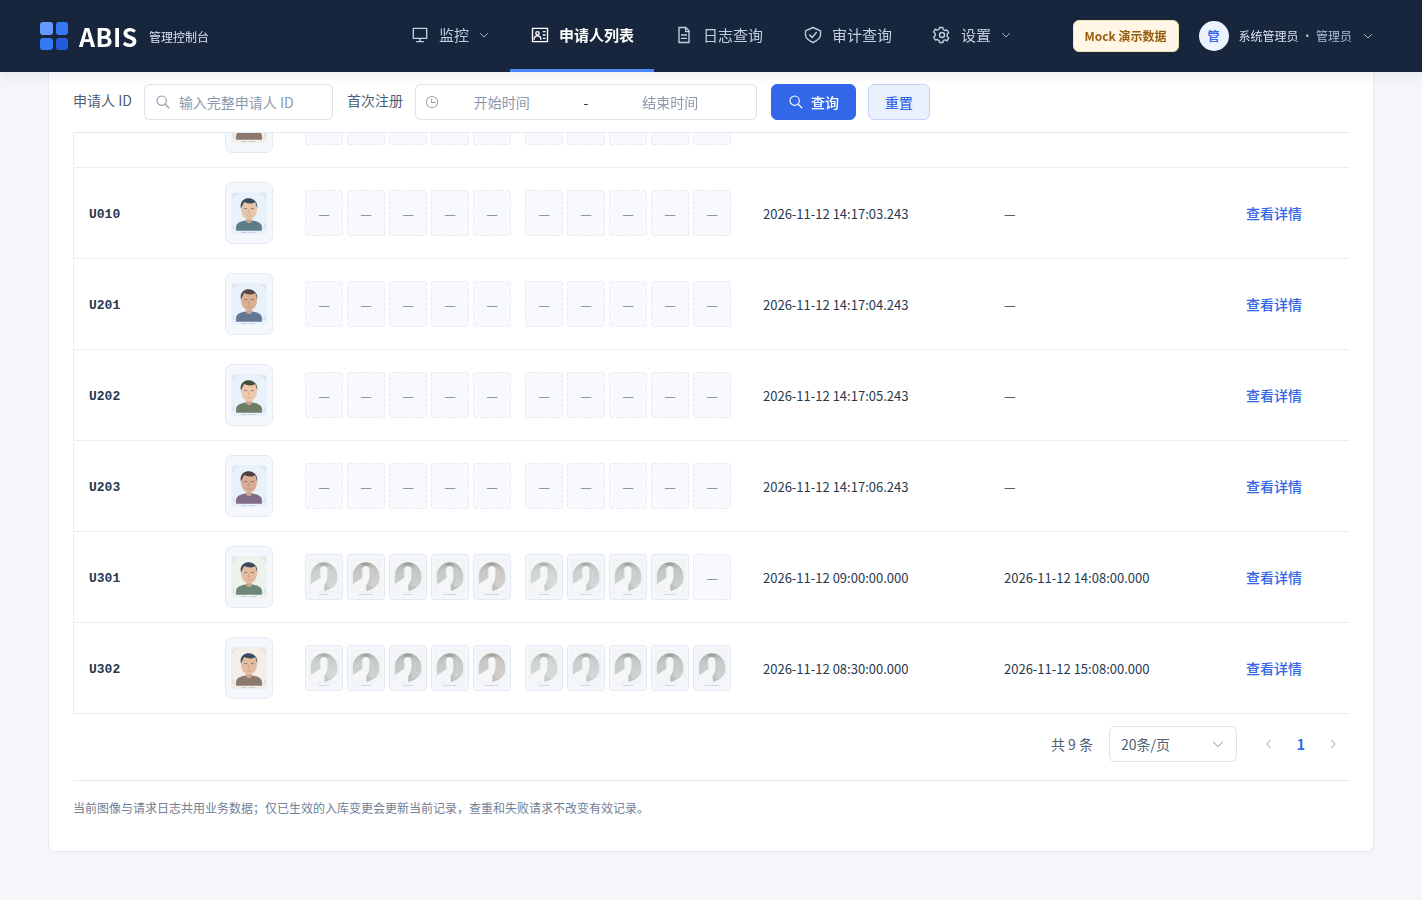 ABIS 管理控制台 监控 申请人列表 日志查询 审计查询 设置 Mock 演示数据 管 系统管理员 · 管理员
申请人 ID 输入完整申请人 ID 首次注册 开始时间 - 结束时间 查询 重置
U010 — — — — — — — — — — 2026-11-12 14:17:03.243 — 查看详情
U201 — — — — — — — — — — 2026-11-12 14:17:04.243 — 查看详情
U202 — — — — — — — — — — 2026-11-12 14:17:05.243 — 查看详情
U203 — — — — — — — — — — 2026-11-12 14:17:06.243 — 查看详情
U301 — 2026-11-12 09:00:00.000 2026-11-12 14:08:00.000 查看详情
U302 2026-11-12 08:30:00.000 2026-11-12 15:08:00.000 查看详情
共 9 条 20条/页 1
当前图像与请求日志共用业务数据；仅已生效的入库变更会更新当前记录，查重和失败请求不改变有效记录。